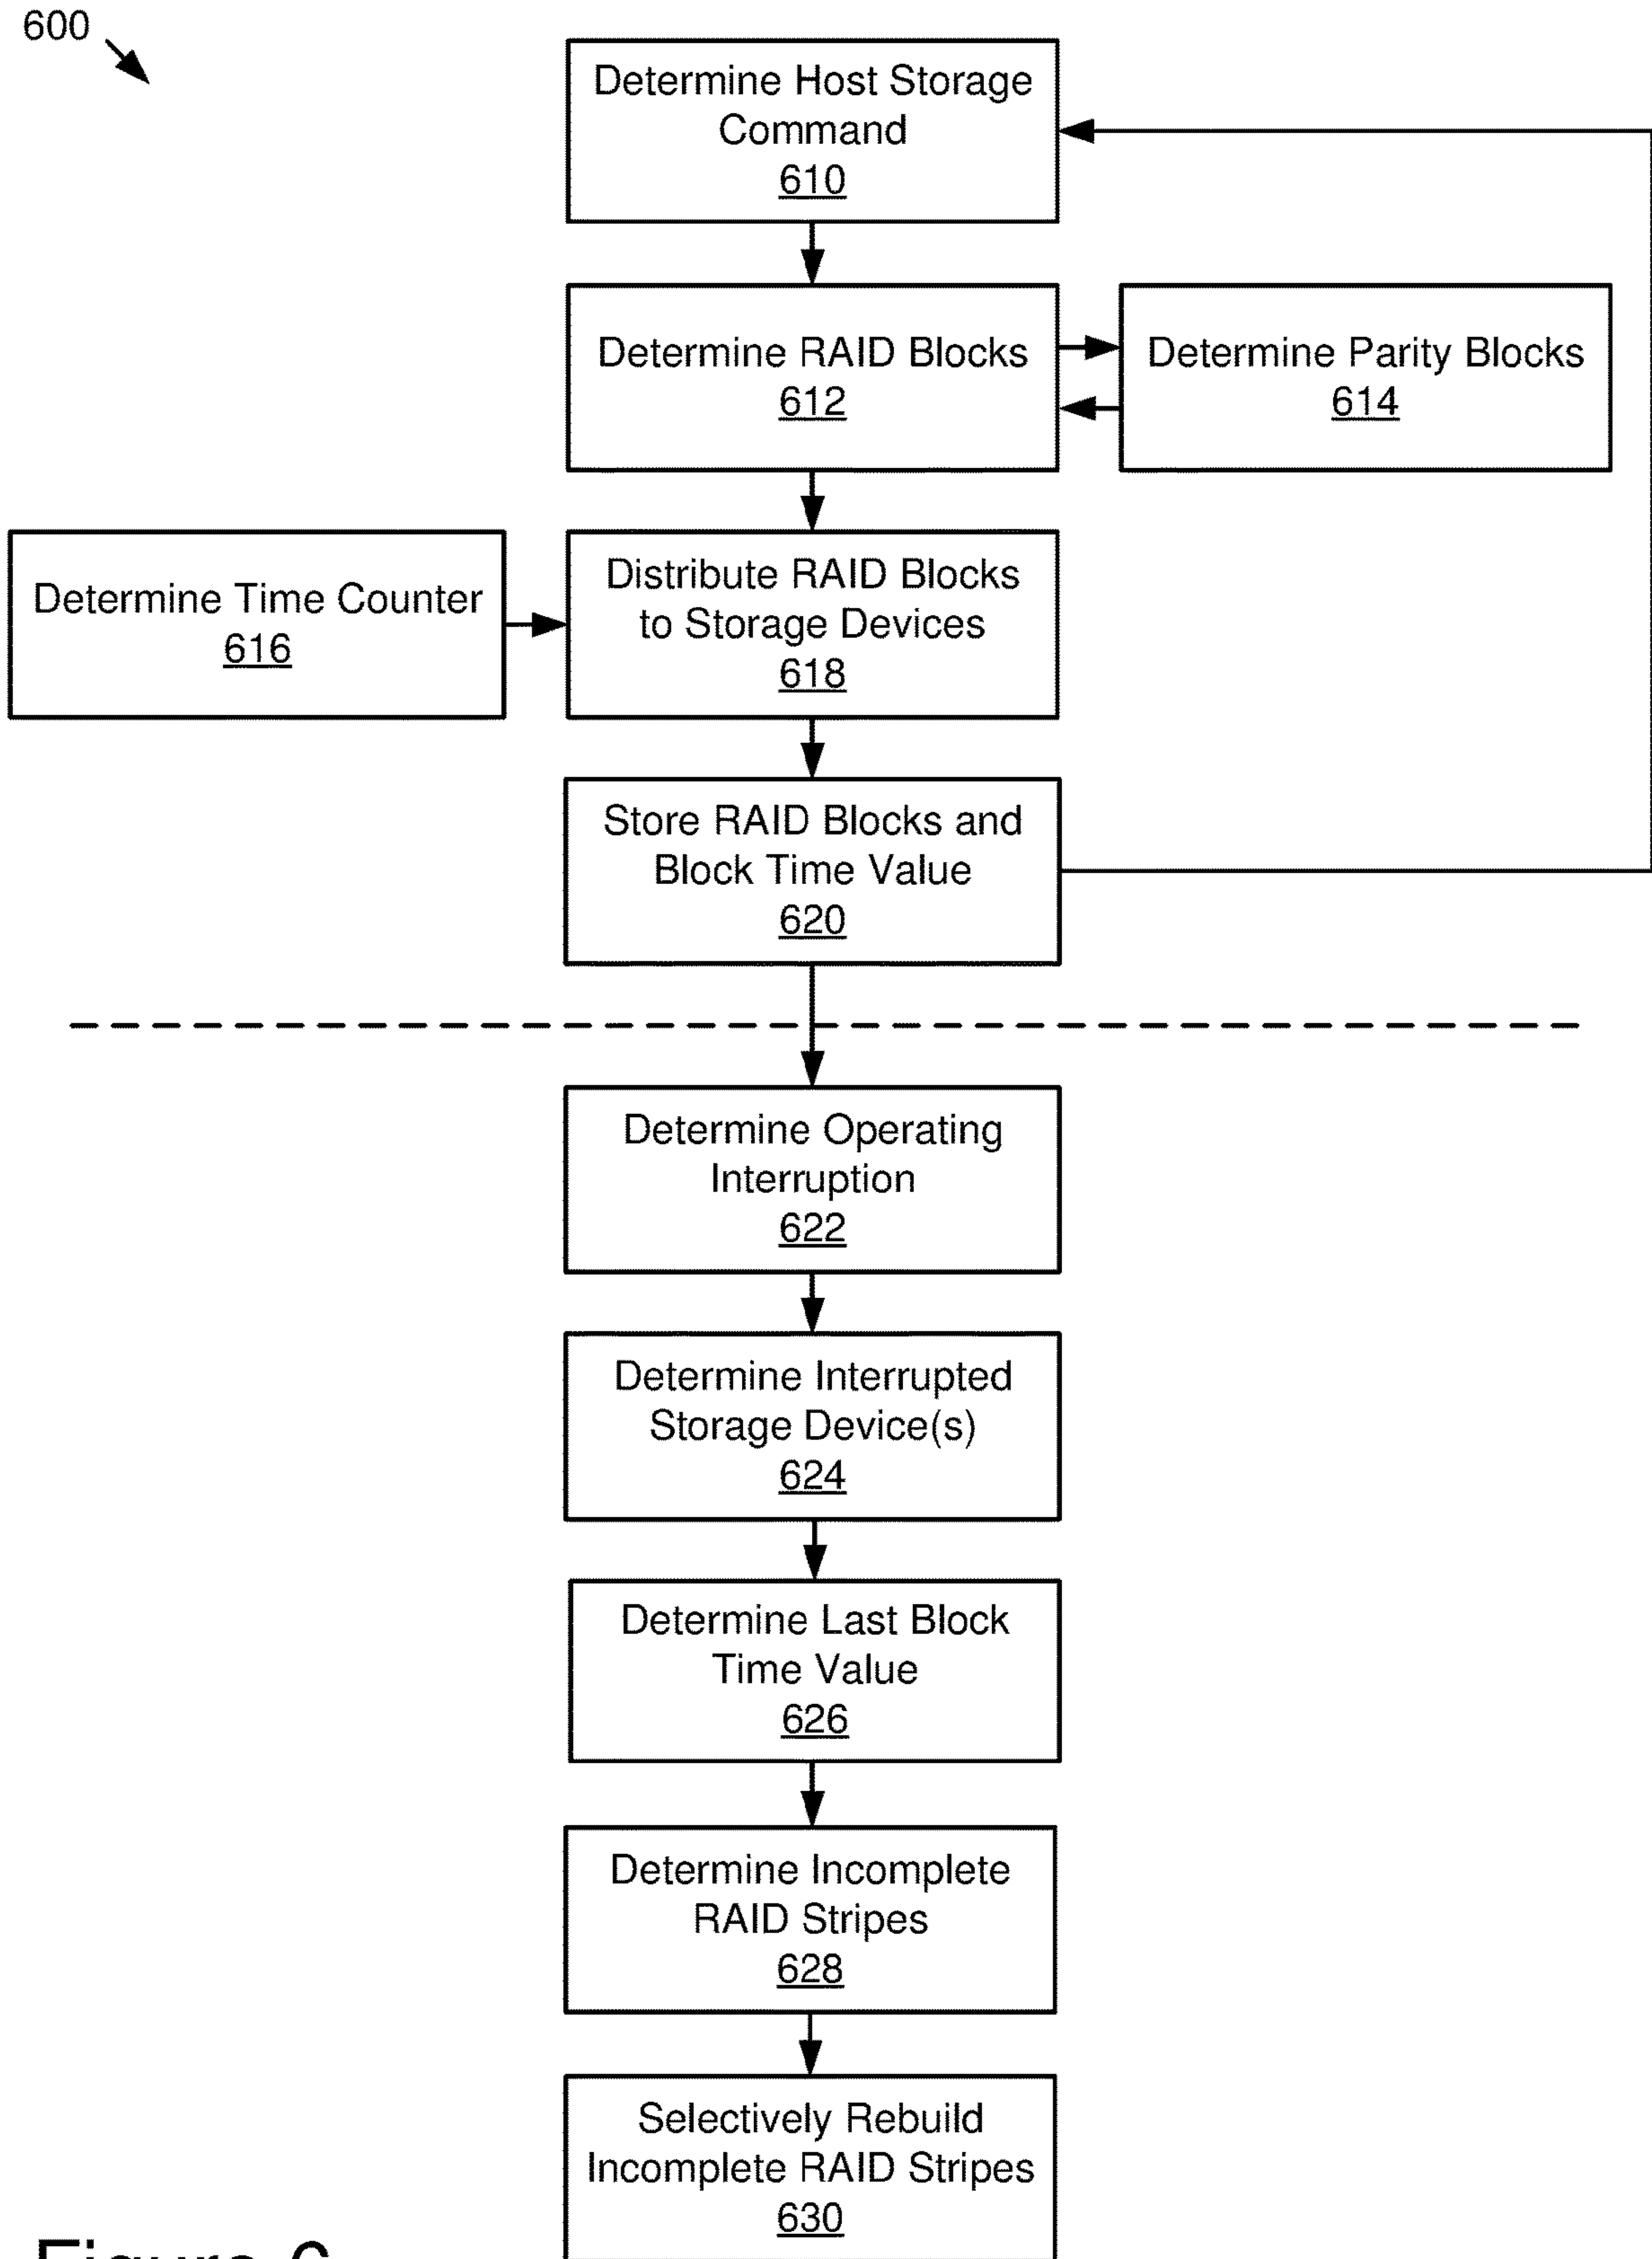 600
Determine Host Storage
Command
610
Determine RAID Blocks
612
Determine Parity Blocks
614
Determine Time Counter
616
Distribute RAID Blocks
to Storage Devices
618
Store RAID Blocks and
Block Time Value
620
Determine Operating
Interruption
622
Determine Interrupted
Storage Device(s)
624
Determine Last Block
Time Value
626
Determine Incomplete
RAID Stripes
628
Selectively Rebuild
Incomplete RAID Stripes
630
Figure 6